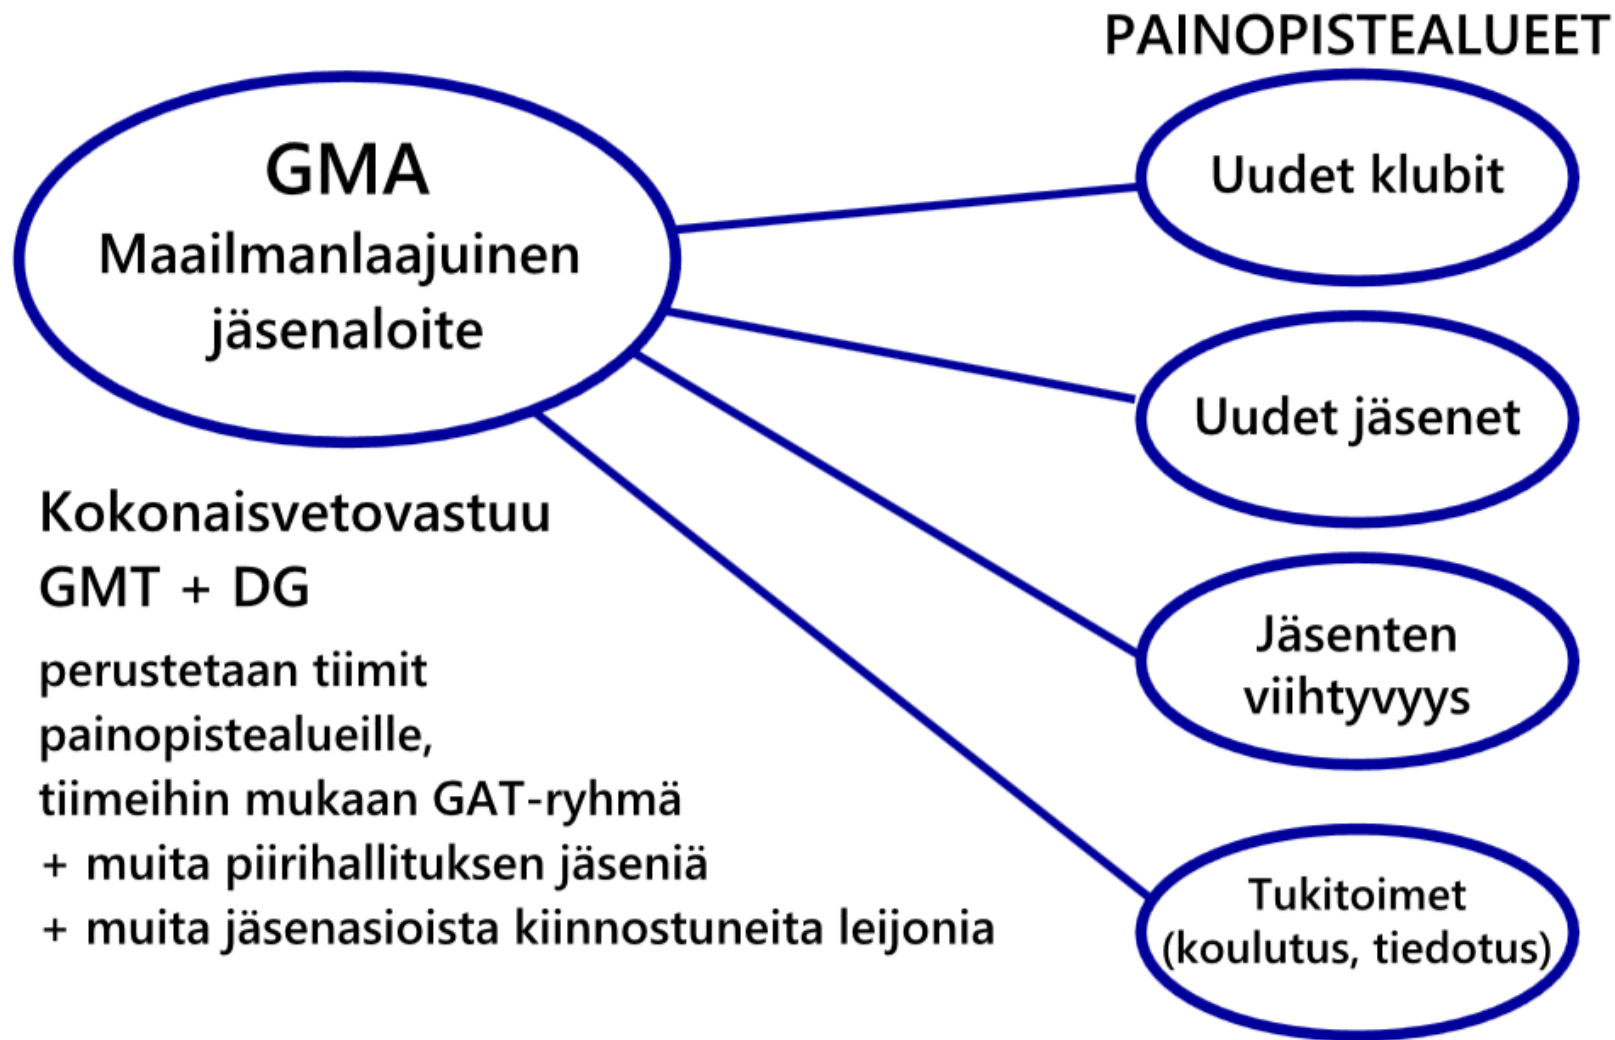 PAINOPISTEALUEET
GMA
Maailmanlaajuinen
jäsenaloite
Kokonaisvetovastuu
GMT + DG
perustetaan tiimit
painopistealueille,
tiimeihin mukaan GAT-ryhmä
+ muita piirihallituksen jäseniä
+ muita jäsenasioista kiinnostuneita leijonia
Uudet klubit
Uudet jäsenet
Jäsenten
viihtyvyys
Tukitoimet
(koulutus, tiedotus)